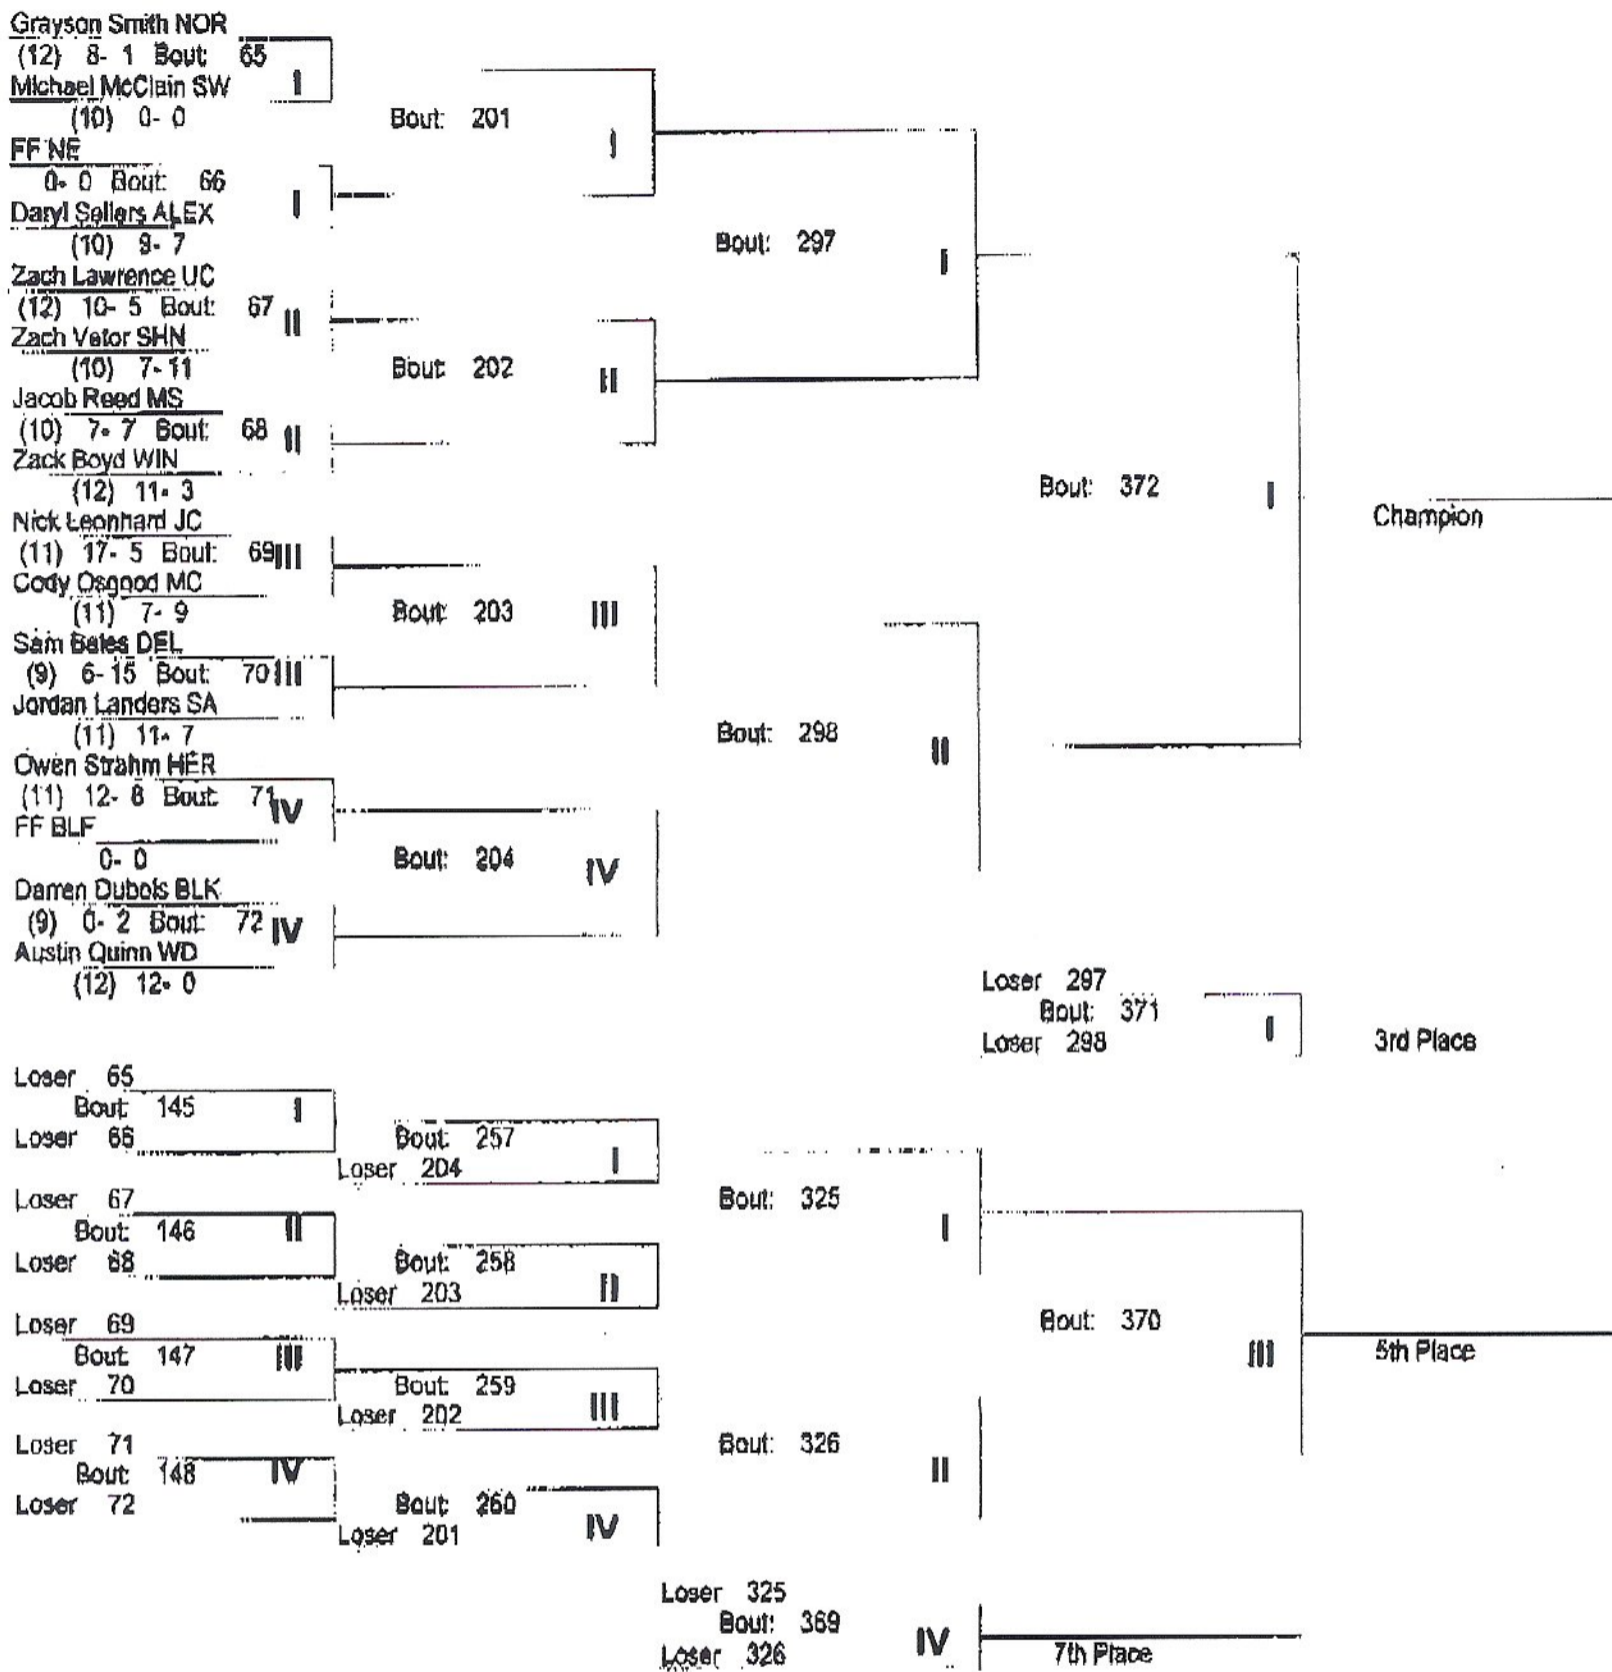 Grayson Smith NOR
(12) 8- 1 Bout: 65
I
Michael McClain SW
(10) 0- 0
Bout: 201
I
FF NE
0- 0 Bout: 66
I
Daryl Sellers ALEX
(10) 9- 7
Bout: 297
I
Zach Lawrence UC
(12) 10- 5 Bout: 67
II
Zach Vetor SHN
(10) 7- 11
Bout: 202
II
Jacob Reed MS
(10) 7- 7 Bout: 68
II
Zack Boyd WIN
(12) 11- 3
Bout: 372
I
Champion
Nick Leonhard JC
(11) 17- 5 Bout: 69
III
Cody Osgood MC
(11) 7- 9
Bout: 203
III
Sam Bales DEL
(9) 6- 15 Bout: 70
III
Jordan Landers SA
(11) 11- 7
Bout: 298
II
Owen Strahm HER
(11) 12- 8 Bout: 71
IV
FF BLF
0- 0
Bout: 204
IV
Darren Dubois BLK
(9) 0- 2 Bout: 72
IV
Austin Quinn WD
(12) 12- 0
Loser 297
Bout: 371
I
Loser 298
3rd Place
Loser 65
Bout: 145
I
Loser 66
Bout: 257
I
Loser 204
Loser 67
Bout: 146
II
Loser 68
Bout: 325
I
Bout: 258
II
Loser 203
Loser 69
Bout: 147
III
Loser 70
Bout: 370
III
5th Place
Bout: 259
III
Loser 202
Loser 71
Bout: 148
IV
Loser 72
Bout: 326
II
Bout: 260
IV
Loser 201
Loser 325
Bout: 369
IV
Loser 326
7th Place